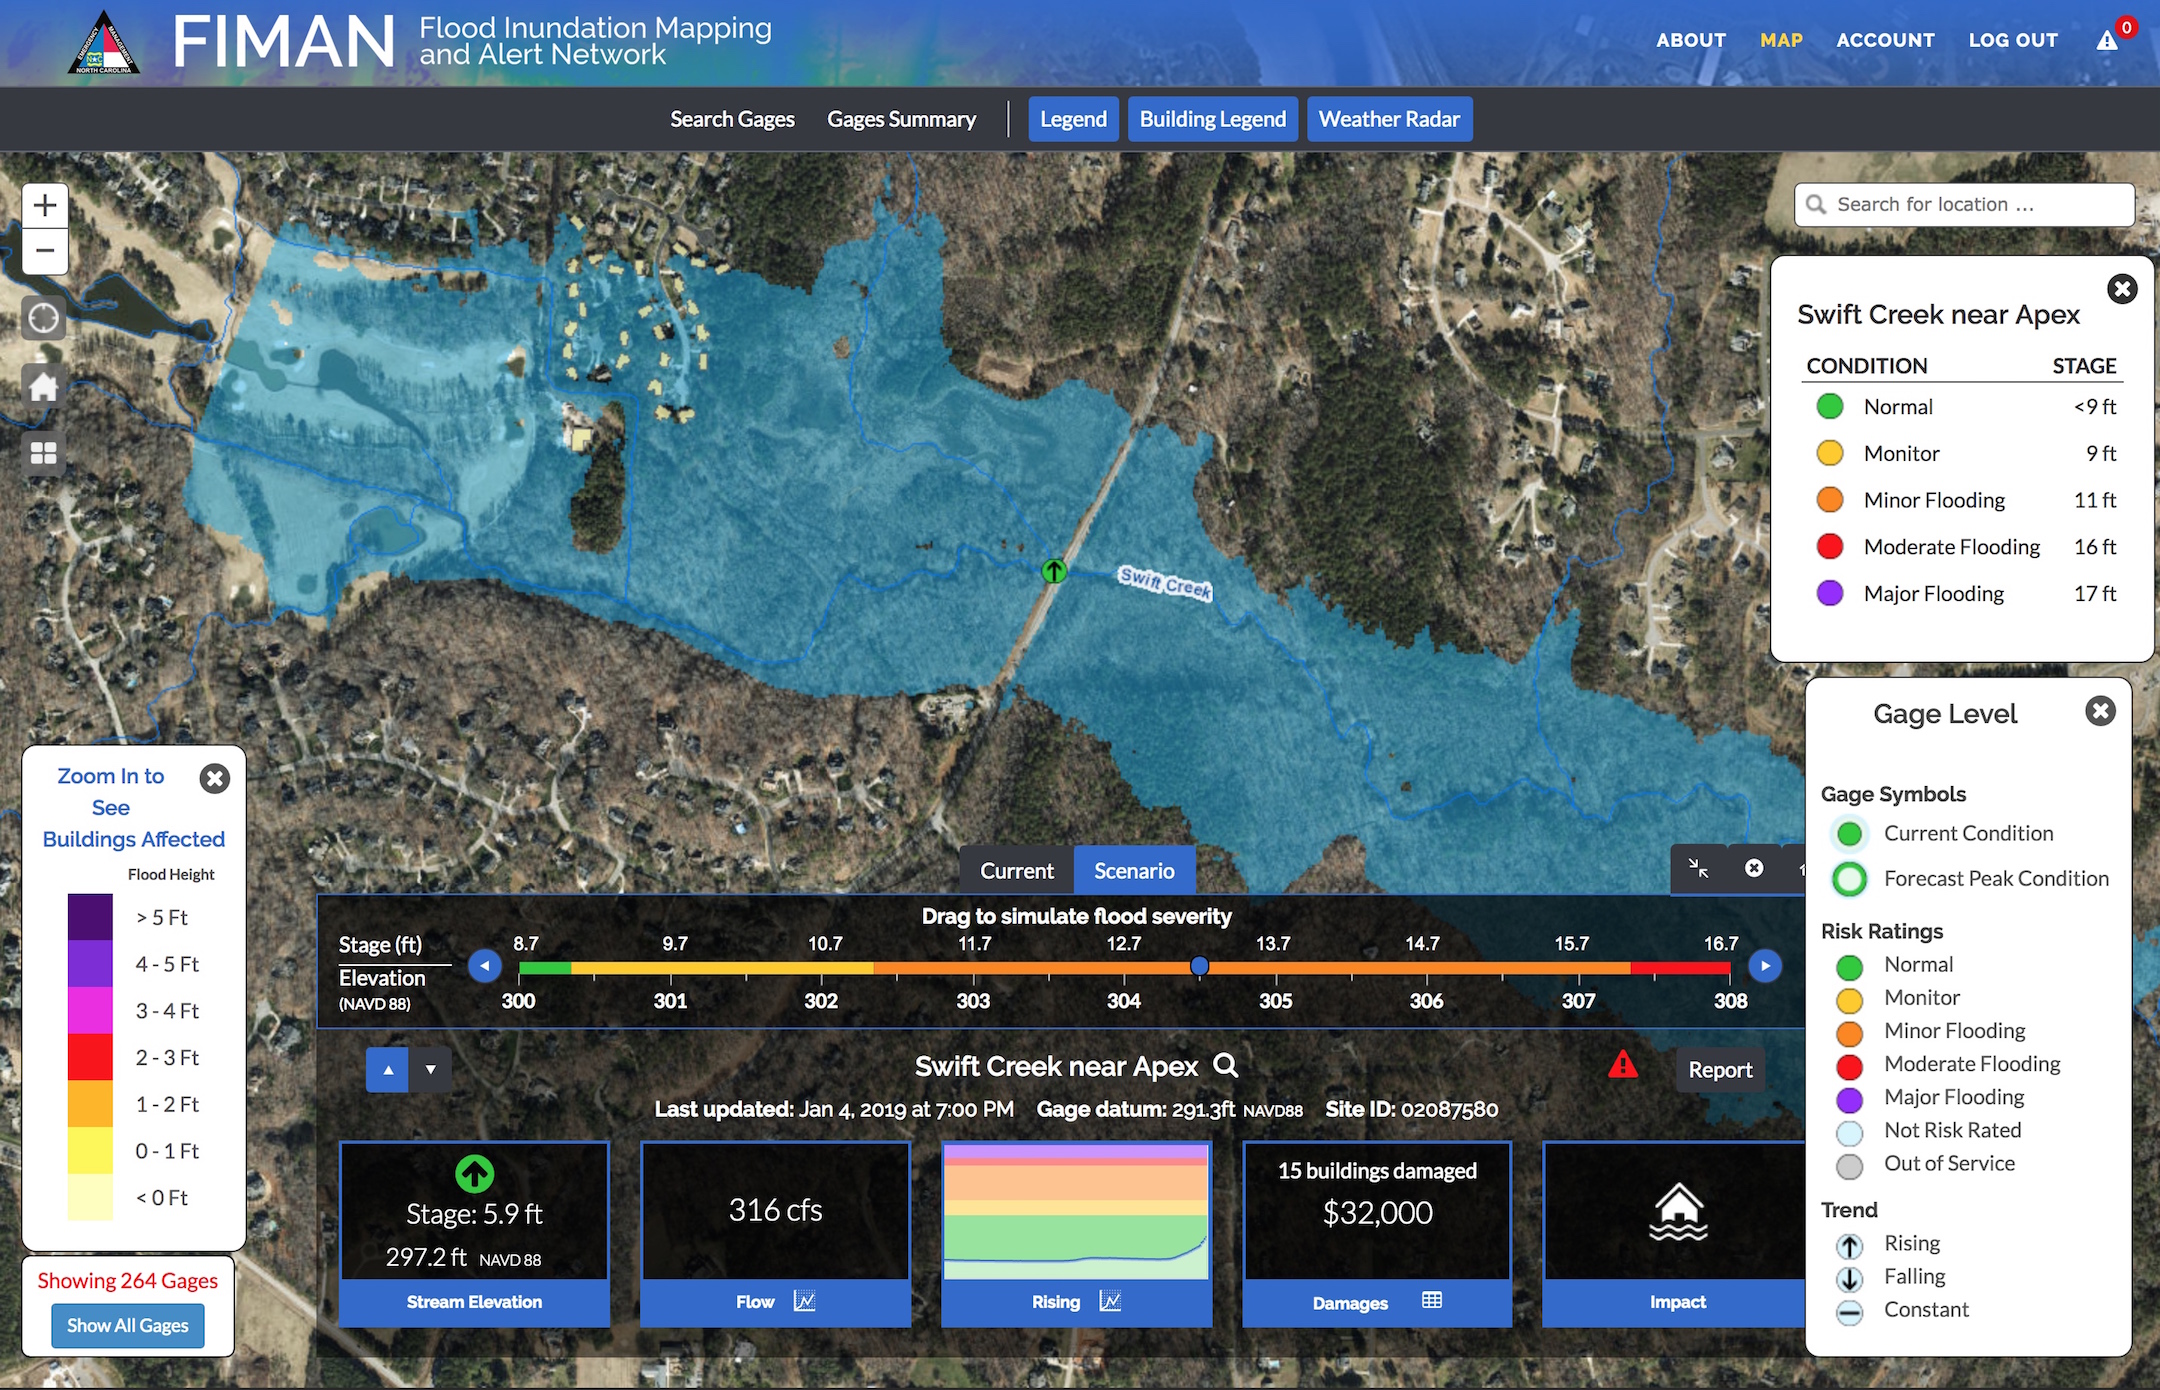 FIMAN
Flood Inundation Mapping
and Alert Network
EMERGENCY MANAGEMENT
N C
NORTH CAROLINA
ABOUT MAP ACCOUNT LOG OUT 0
Search Gages Gages Summary Legend Building Legend Weather Radar
+
−
Search for location ...
Swift Creek near Apex
CONDITION STAGE
Normal <9 ft
Monitor 9 ft
Minor Flooding 11 ft
Moderate Flooding 16 ft
Major Flooding 17 ft
Swift Creek
Gage Level
Gage Symbols
Current Condition
Forecast Peak Condition
Risk Ratings
Normal
Monitor
Minor Flooding
Moderate Flooding
Major Flooding
Not Risk Rated
Out of Service
Trend
Rising
Falling
Constant
Zoom In to
See
Buildings Affected
Flood Height
> 5 Ft
4 - 5 Ft
3 - 4 Ft
2 - 3 Ft
1 - 2 Ft
0 - 1 Ft
< 0 Ft
Showing 264 Gages
Show All Gages
Current Scenario
Drag to simulate flood severity
Stage (ft) 8.7 9.7 10.7 11.7 12.7 13.7 14.7 15.7 16.7
Elevation
(NAVD 88) 300 301 302 303 304 305 306 307 308
Swift Creek near Apex
Report
Last updated: Jan 4, 2019 at 7:00 PM Gage datum: 291.3ft NAVD88 Site ID: 02087580
Stage: 5.9 ft
297.2 ft NAVD 88
Stream Elevation
316 cfs
Flow
Rising
15 buildings damaged
$32,000
Damages
Impact